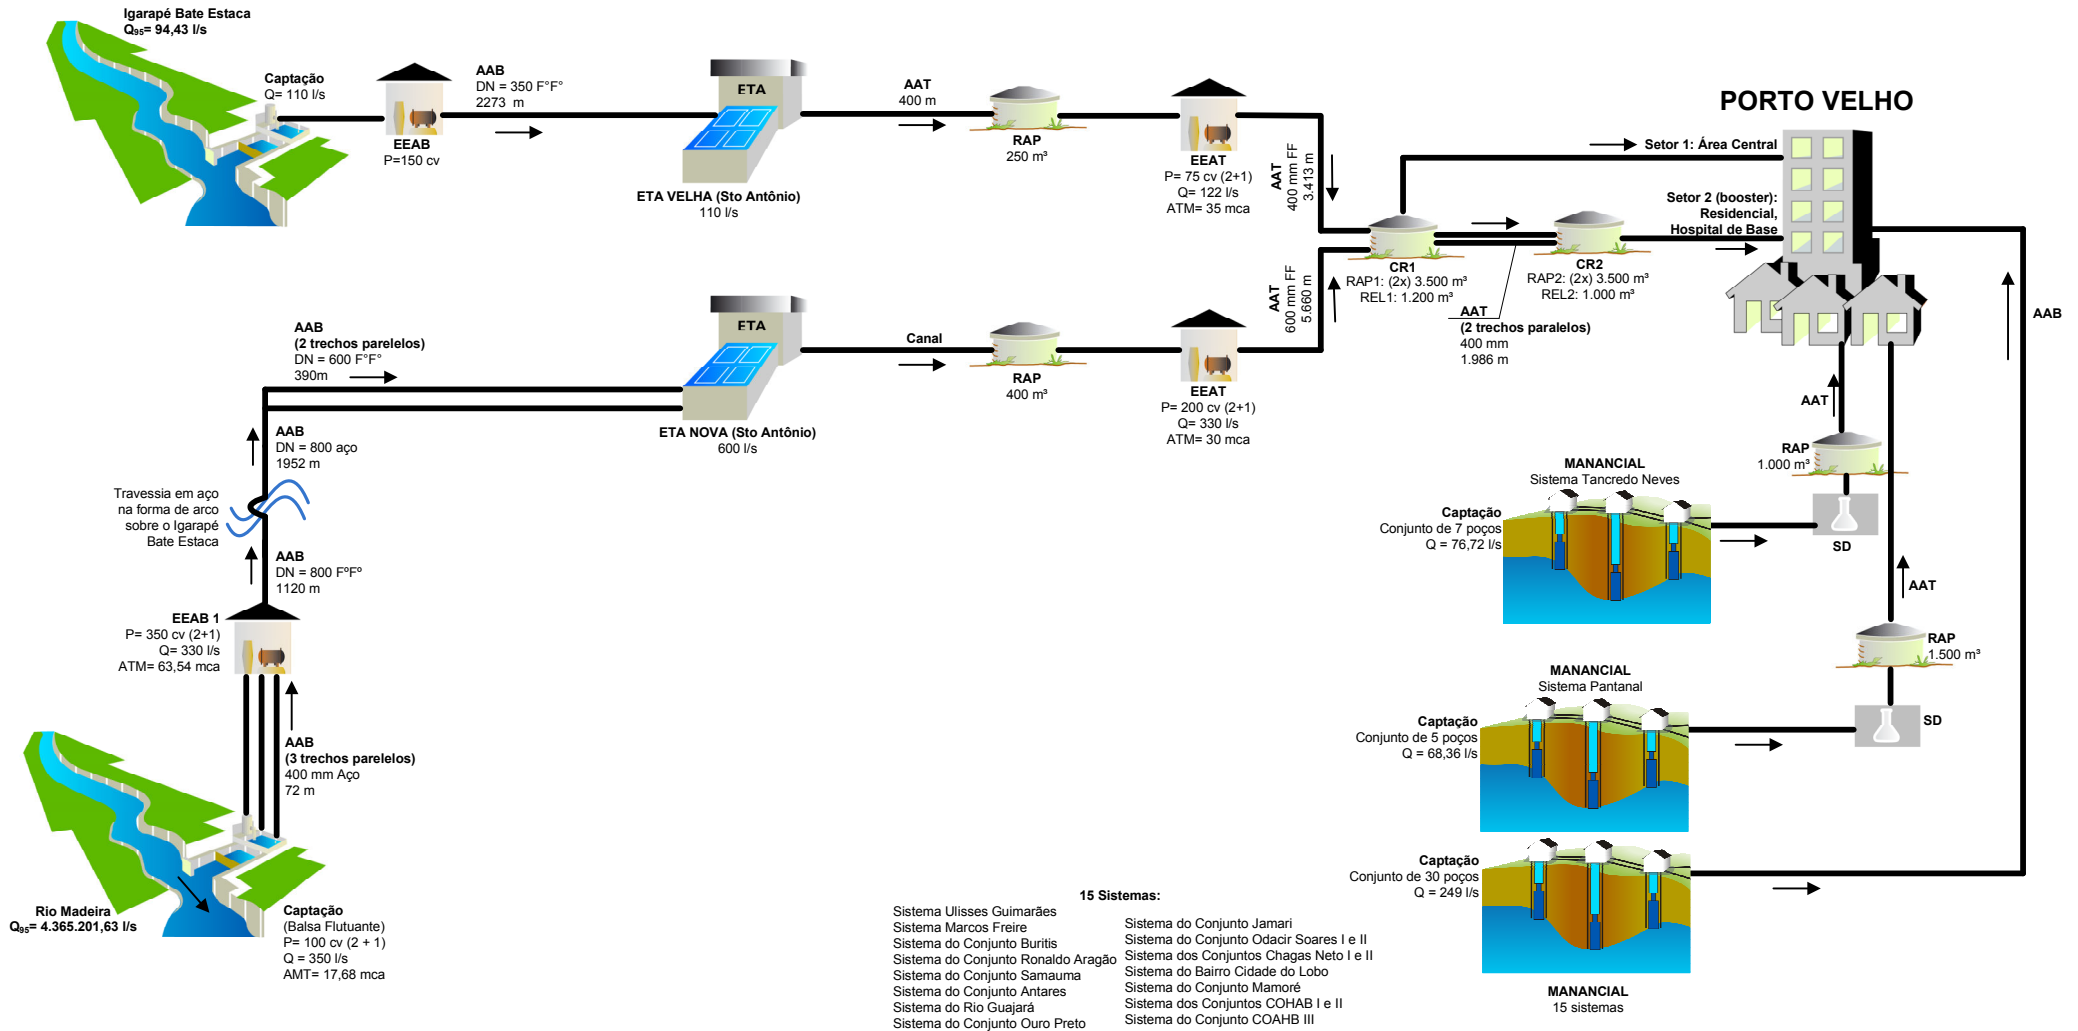 Igarapé Bate Estaca
Q95= 94,43 l/s
Captação
Q= 110 l/s
EEAB
P=150 cv
AAB
DN = 350 F°F°
2273 m
ETA
ETA VELHA (Sto Antônio)
110 l/s
AAT
400 m
RAP
250 m³
EEAT
P= 75 cv (2+1)
Q= 122 l/s
ATM= 35 mca
AAT
400 mm FF
3.413 m
PORTO VELHO
Setor 1: Área Central
Setor 2 (booster):
Residencial,
Hospital de Base
CR1
RAP1: (2x) 3.500 m³
REL1: 1.200 m³
CR2
RAP2: (2x) 3.500 m³
REL2: 1.000 m³
AAT
(2 trechos paralelos)
400 mm
1.986 m
AAT
600 mm FF
5.660 m
AAB
AAB
(2 trechos parelelos)
DN = 600 F°F°
390m
ETA
ETA NOVA (Sto Antônio)
600 l/s
Canal
RAP
400 m³
EEAT
P= 200 cv (2+1)
Q= 330 l/s
ATM= 30 mca
AAB
DN = 800 aço
1952 m
Travessia em aço
na forma de arco
sobre o Igarapé
Bate Estaca
AAB
DN = 800 FºFº
1120 m
EEAB 1
P= 350 cv (2+1)
Q= 330 l/s
ATM= 63,54 mca
AAB
(3 trechos parelelos)
400 mm Aço
72 m
Rio Madeira
Q95= 4.365.201,63 l/s
Captação
(Balsa Flutuante)
P= 100 cv (2 + 1)
Q = 350 l/s
AMT= 17,68 mca
AAT
RAP
1.000 m³
MANANCIAL
Sistema Tancredo Neves
Captação
Conjunto de 7 poços
Q = 76,72 l/s
SD
AAT
RAP
1.500 m³
MANANCIAL
Sistema Pantanal
Captação
Conjunto de 5 poços
Q = 68,36 l/s
SD
Captação
Conjunto de 30 poços
Q = 249 l/s
MANANCIAL
15 sistemas
15 Sistemas:
Sistema Ulisses Guimarães
Sistema Marcos Freire
Sistema do Conjunto Buritis
Sistema do Conjunto Ronaldo Aragão
Sistema do Conjunto Samauma
Sistema do Conjunto Antares
Sistema do Rio Guajará
Sistema do Conjunto Ouro Preto
Sistema do Conjunto Jamari
Sistema do Conjunto Odacir Soares I e II
Sistema dos Conjuntos Chagas Neto I e II
Sistema do Bairro Cidade do Lobo
Sistema do Conjunto Mamoré
Sistema dos Conjuntos COHAB I e II
Sistema do Conjunto COAHB III